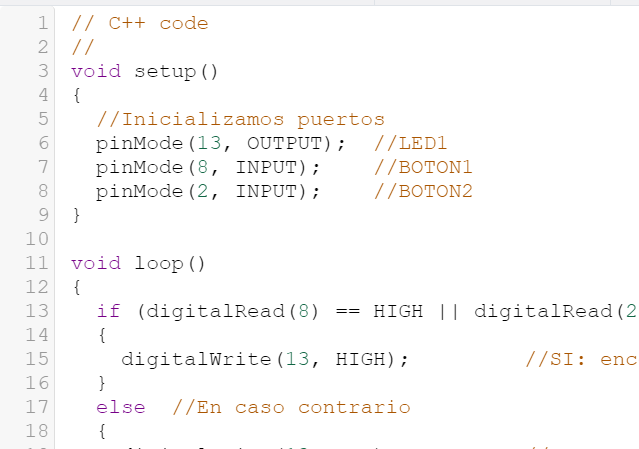 1 // C++ code
2 //
3 void setup()
4 {
5 //Inicializamos puertos
6 pinMode(13, OUTPUT); //LED1
7 pinMode(8, INPUT); //BOTON1
8 pinMode(2, INPUT); //BOTON2
9 }
10
11 void loop()
12 {
13 if (digitalRead(8) == HIGH || digitalRead(2
14 {
15 digitalWrite(13, HIGH); //SI: enc
16 }
17 else //En caso contrario
18 {